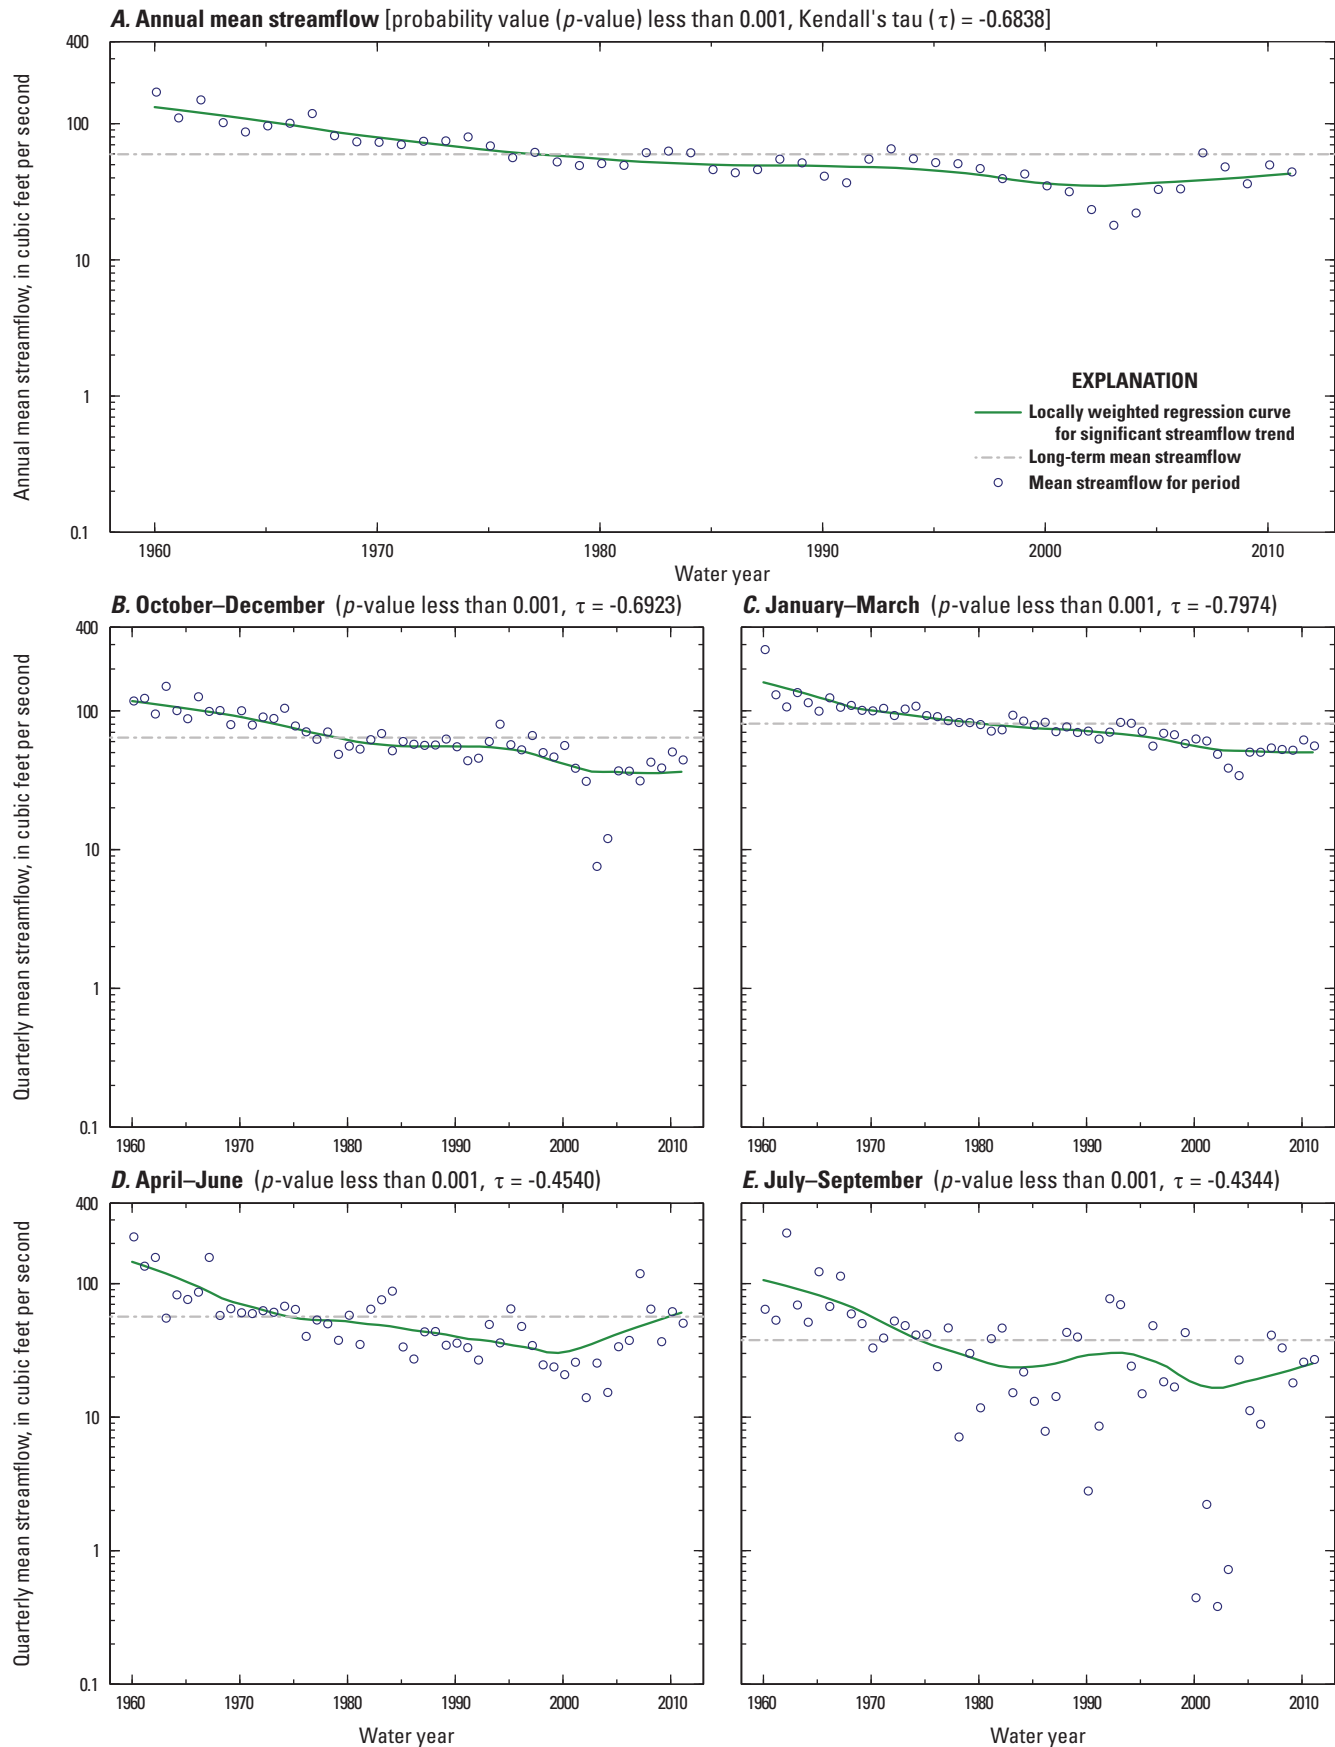 A. Annual mean streamflow [probability value (p-value) less than 0.001, Kendall's tau (τ) = -0.6838]
Annual mean streamflow, in cubic feet per second
400
100
10
1
0.1
EXPLANATION
Locally weighted regression curve
for significant streamflow trend
Long-term mean streamflow
Mean streamflow for period
1960 1970 1980 1990 2000 2010
Water year
B. October–December (p-value less than 0.001, τ = -0.6923)
Quarterly mean streamflow, in cubic feet per second
400
100
10
1
0.1
1960 1970 1980 1990 2000 2010
C. January–March (p-value less than 0.001, τ = -0.7974)
1960 1970 1980 1990 2000 2010
D. April–June (p-value less than 0.001, τ = -0.4540)
Quarterly mean streamflow, in cubic feet per second
400
100
10
1
0.1
1960 1970 1980 1990 2000 2010
Water year
E. July–September (p-value less than 0.001, τ = -0.4344)
1960 1970 1980 1990 2000 2010
Water year